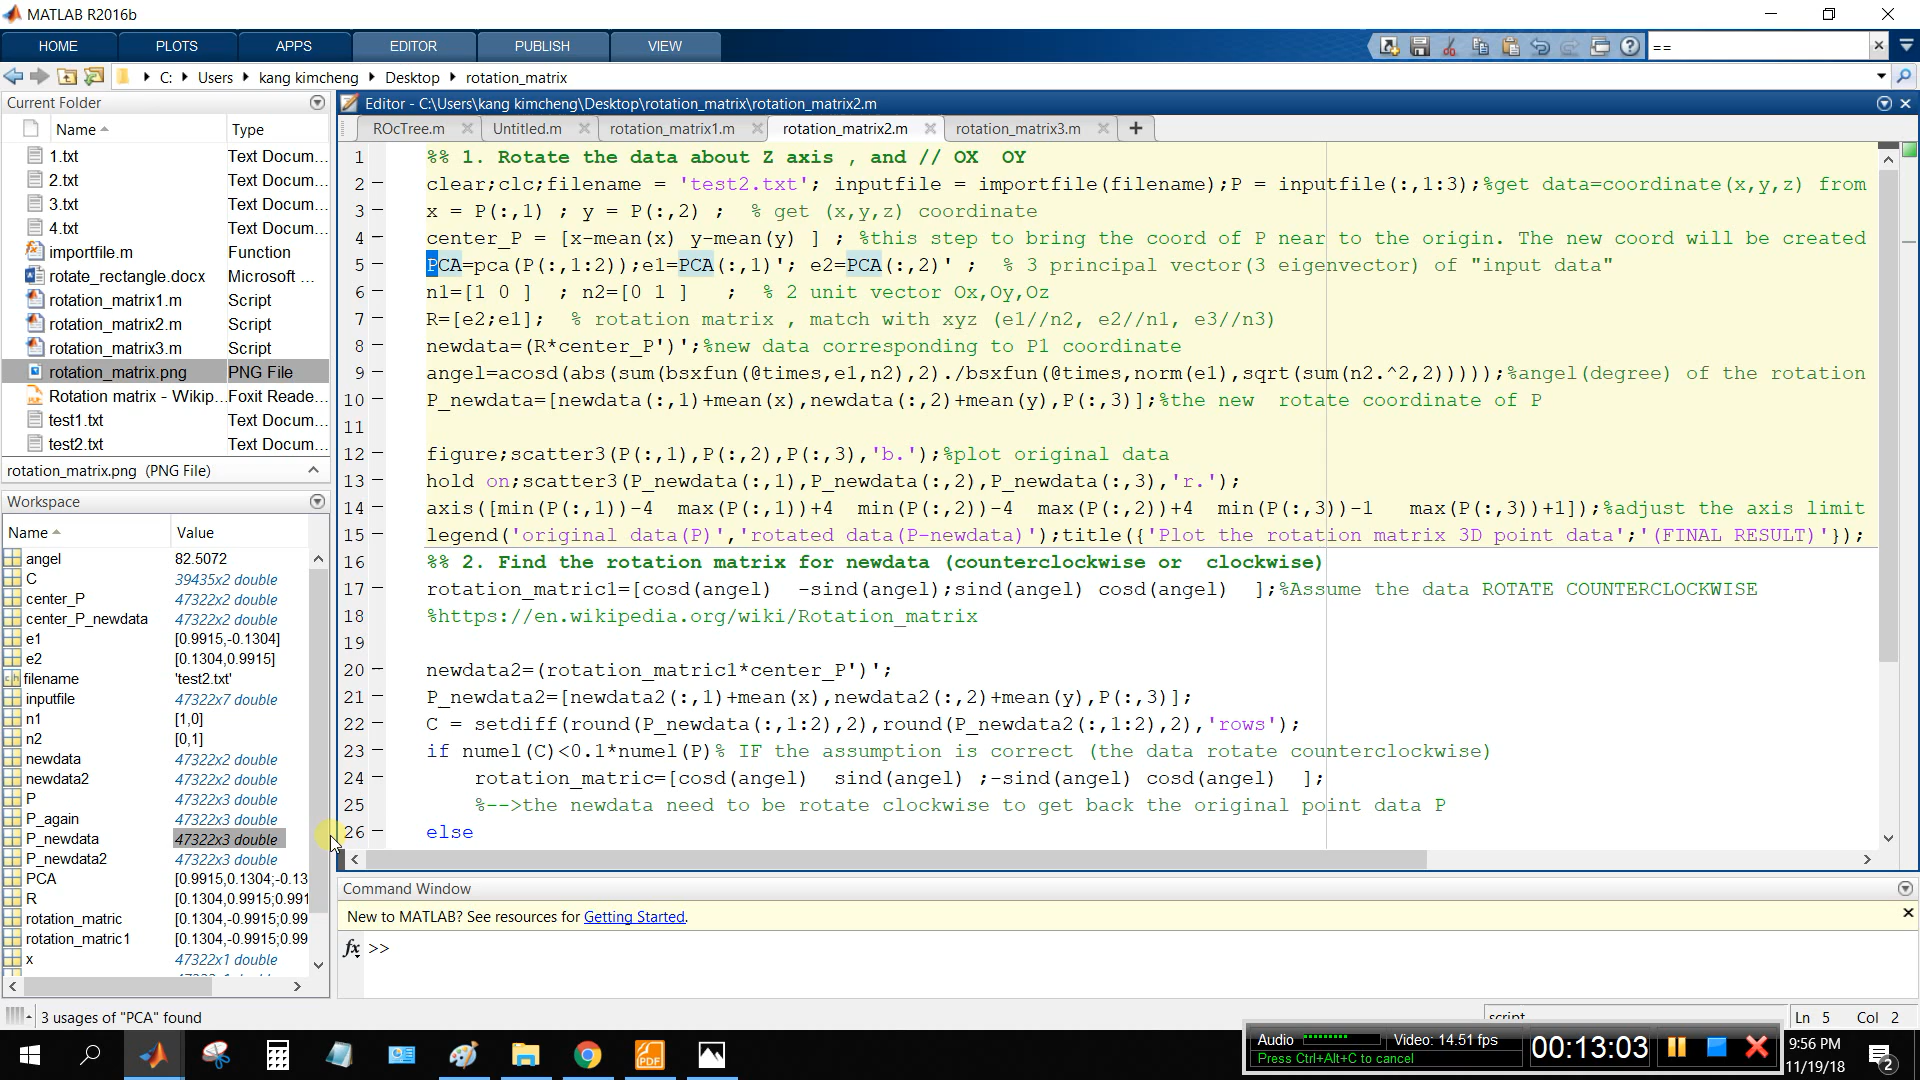 MATLAB R2016b
HOME PLOTS APPS EDITOR PUBLISH VIEW ==
C: Users kang kimcheng Desktop rotation_matrix
Current Folder
Name Type
1.txt Text Docum...
2.txt Text Docum...
3.txt Text Docum...
4.txt Text Docum...
importfile.m Function
rotate_rectangle.docx Microsoft ...
rotation_matrix1.m Script
rotation_matrix2.m Script
rotation_matrix3.m Script
rotation_matrix.png PNG File
Rotation matrix - Wikip... Foxit Reade...
test1.txt Text Docum...
test2.txt Text Docum...
rotation_matrix.png (PNG File)
Workspace
Name Value
angel 82.5072
C 39435x2 double
center_P 47322x2 double
center_P_newdata 47322x2 double
e1 [0.9915,-0.1304]
e2 [0.1304,0.9915]
filename 'test2.txt'
inputfile 47322x7 double
n1 [1,0]
n2 [0,1]
newdata 47322x2 double
newdata2 47322x2 double
P 47322x3 double
P_again 47322x3 double
P_newdata 47322x3 double
P_newdata2 47322x3 double
PCA [0.9915,0.1304;-0.13
R [0.1304,0.9915;0.991
rotation_matric [0.1304,-0.9915;0.99
rotation_matric1 [0.1304,-0.9915;0.99
x 47322x1 double
Editor - C:\Users\kang kimcheng\Desktop\rotation_matrix\rotation_matrix2.m
ROcTree.m Untitled.m rotation_matrix1.m rotation_matrix2.m rotation_matrix3.m
1 %% 1. Rotate the data about Z axis , and // OX  OY
2 clear;clc;filename = 'test2.txt'; inputfile = importfile(filename);P = inputfile(:,1:3);%get data=coordinate(x,y,z) from
3 x = P(:,1) ; y = P(:,2) ;  % get (x,y,z) coordinate
4 center_P = [x-mean(x) y-mean(y) ] ; %this step to bring the coord of P near to the origin. The new coord will be created
5 PCA=pca(P(:,1:2));e1=PCA(:,1)'; e2=PCA(:,2)' ;  % 3 principal vector(3 eigenvector) of "input data"
6 n1=[1 0 ]  ; n2=[0 1 ]   ;  % 2 unit vector Ox,Oy,Oz
7 R=[e2;e1];  % rotation matrix , match with xyz (e1//n2, e2//n1, e3//n3)
8 newdata=(R*center_P')';%new data corresponding to P1 coordinate
9 angel=acosd(abs(sum(bsxfun(@times,e1,n2),2)./bsxfun(@times,norm(e1),sqrt(sum(n2.^2,2)))));%angel(degree) of the rotation
10 P_newdata=[newdata(:,1)+mean(x),newdata(:,2)+mean(y),P(:,3)];%the new  rotate coordinate of P
11
12 figure;scatter3(P(:,1),P(:,2),P(:,3),'b.');%plot original data
13 hold on;scatter3(P_newdata(:,1),P_newdata(:,2),P_newdata(:,3),'r.');
14 axis([min(P(:,1))-4  max(P(:,1))+4  min(P(:,2))-4  max(P(:,2))+4  min(P(:,3))-1   max(P(:,3))+1]);%adjust the axis limit
15 legend('original data(P)','rotated data(P-newdata)');title({'Plot the rotation matrix 3D point data';'(FINAL RESULT)'});
16 %% 2. Find the rotation matrix for newdata (counterclockwise or  clockwise)
17 rotation_matric1=[cosd(angel)  -sind(angel);sind(angel) cosd(angel)  ];%Assume the data ROTATE COUNTERCLOCKWISE
18 %https://en.wikipedia.org/wiki/Rotation_matrix
19
20 newdata2=(rotation_matric1*center_P')';
21 P_newdata2=[newdata2(:,1)+mean(x),newdata2(:,2)+mean(y),P(:,3)];
22 C = setdiff(round(P_newdata(:,1:2),2),round(P_newdata2(:,1:2),2),'rows');
23 if numel(C)<0.1*numel(P)% IF the assumption is correct (the data rotate counterclockwise)
24 rotation_matric=[cosd(angel)  sind(angel) ;-sind(angel) cosd(angel)  ];
25 %-->the newdata need to be rotate clockwise to get back the original point data P
26 else
Command Window
New to MATLAB? See resources for Getting Started.
fx >>
3 usages of "PCA" found
script Ln 5 Col 2
Audio Video: 14.51 fps
Press Ctrl+Alt+C to cancel
00:13:03
9:56 PM
11/19/18
2
PDF